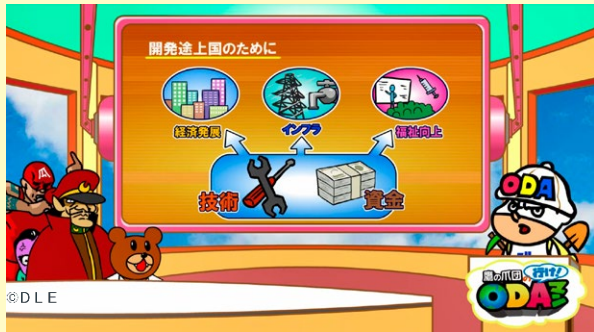 開発途上国のために
経済発展
インフラ
福祉向上
技術
資金
ODA
鷹の爪団の
行け!
ODAマン
©DLE